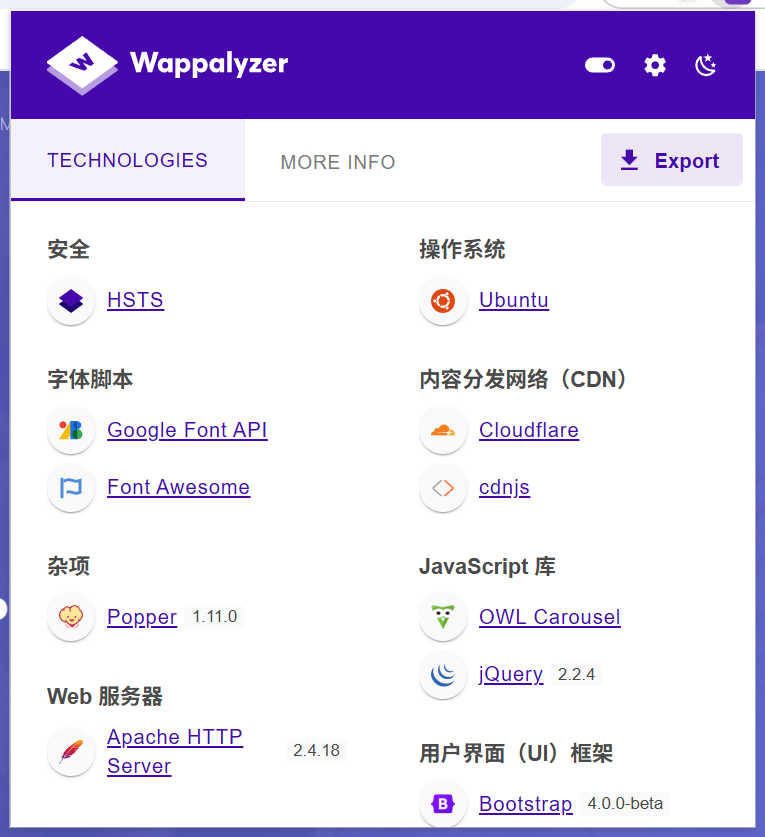 Wappalyzer
TECHNOLOGIES
MORE INFO
Export
安全
HSTS
字体脚本
Google Font API
Font Awesome
杂项
Popper 1.11.0
Web 服务器
Apache HTTP
Server
2.4.18
操作系统
Ubuntu
内容分发网络（CDN）
Cloudflare
cdnjs
JavaScript 库
OWL Carousel
jQuery 2.2.4
用户界面（UI）框架
Bootstrap 4.0.0-beta